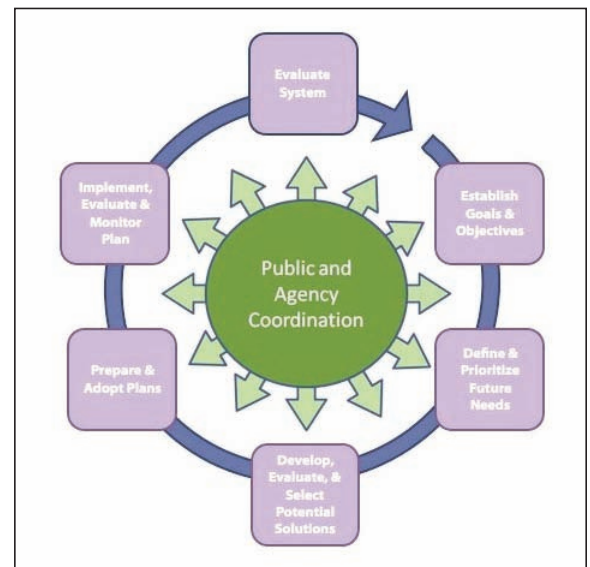 Evaluate
System
Establish
Goals &
Objectives
Define &
Prioritize
Future
Needs
Develop,
Evaluate, &
Select
Potential
Solutions
Prepare &
Adopt Plans
Implement,
Evaluate &
Monitor
Plan
Public and
Agency
Coordination